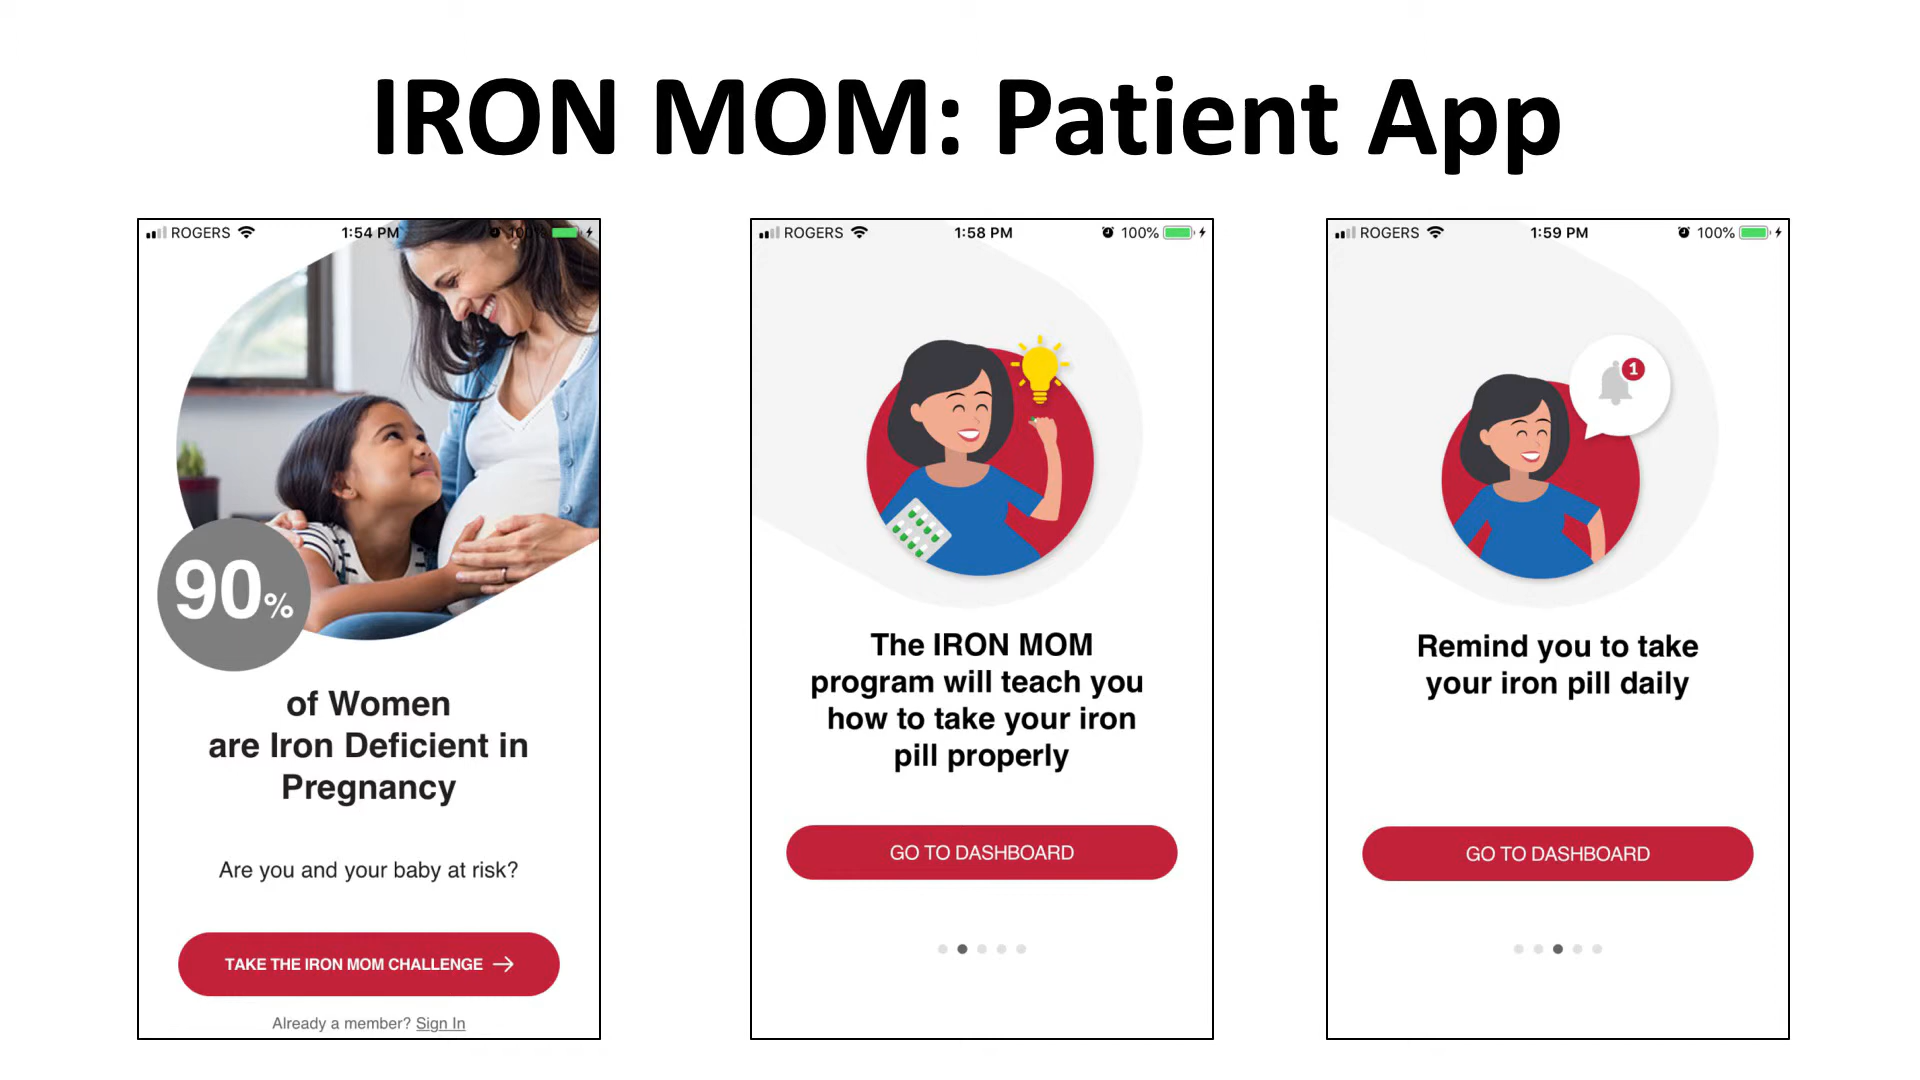 IRON MOM: Patient App
ROGERS 1:54 PM 100%
90%
of Women
are Iron Deficient in
Pregnancy
Are you and your baby at risk?
TAKE THE IRON MOM CHALLENGE →
Already a member? Sign In
ROGERS 1:58 PM 100%
The IRON MOM
program will teach you
how to take your iron
pill properly
GO TO DASHBOARD
ROGERS 1:59 PM 100%
1
Remind you to take
your iron pill daily
GO TO DASHBOARD